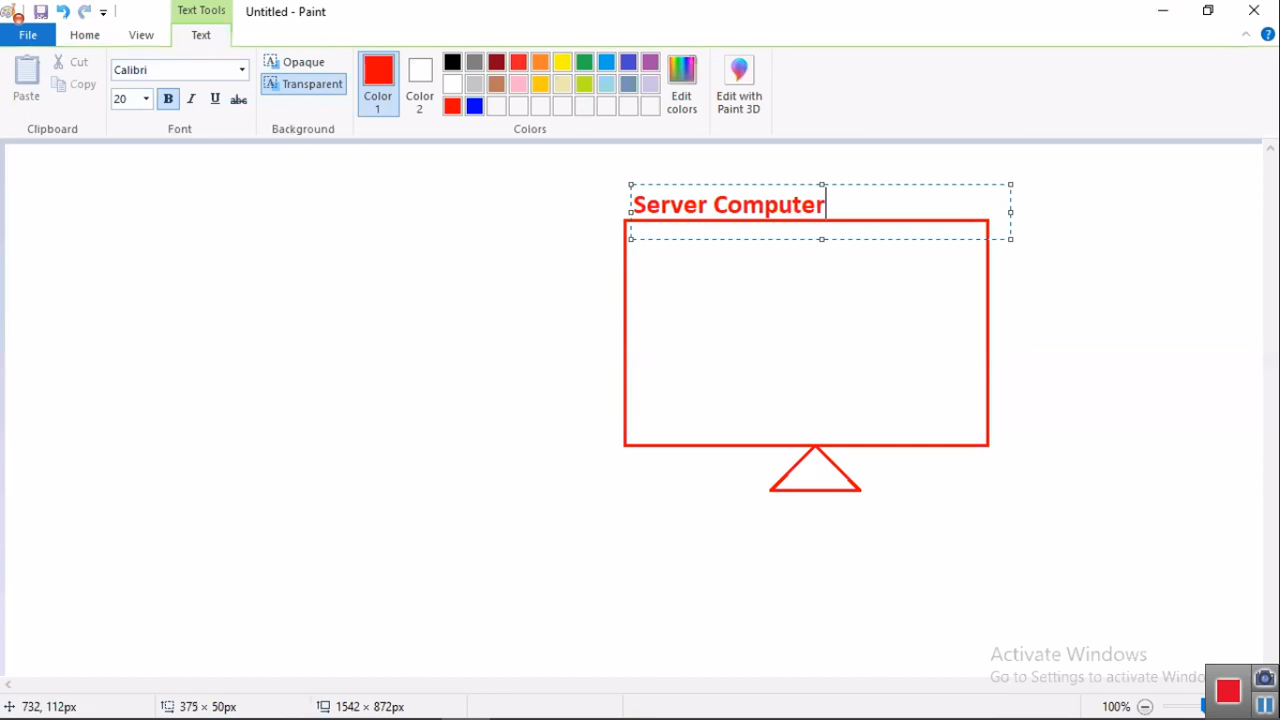 Text Tools
Untitled - Paint
File
Home
View
Text
Paste
Cut
Copy
Clipboard
Calibri
20
B
I
U
abc
Font
Opaque
Transparent
Background
Color 1
Color 2
Edit colors
Colors
Edit with Paint 3D
Server Computer
Activate Windows
Go to Settings to activate
732, 112px
375 × 50px
1542 × 872px
100%